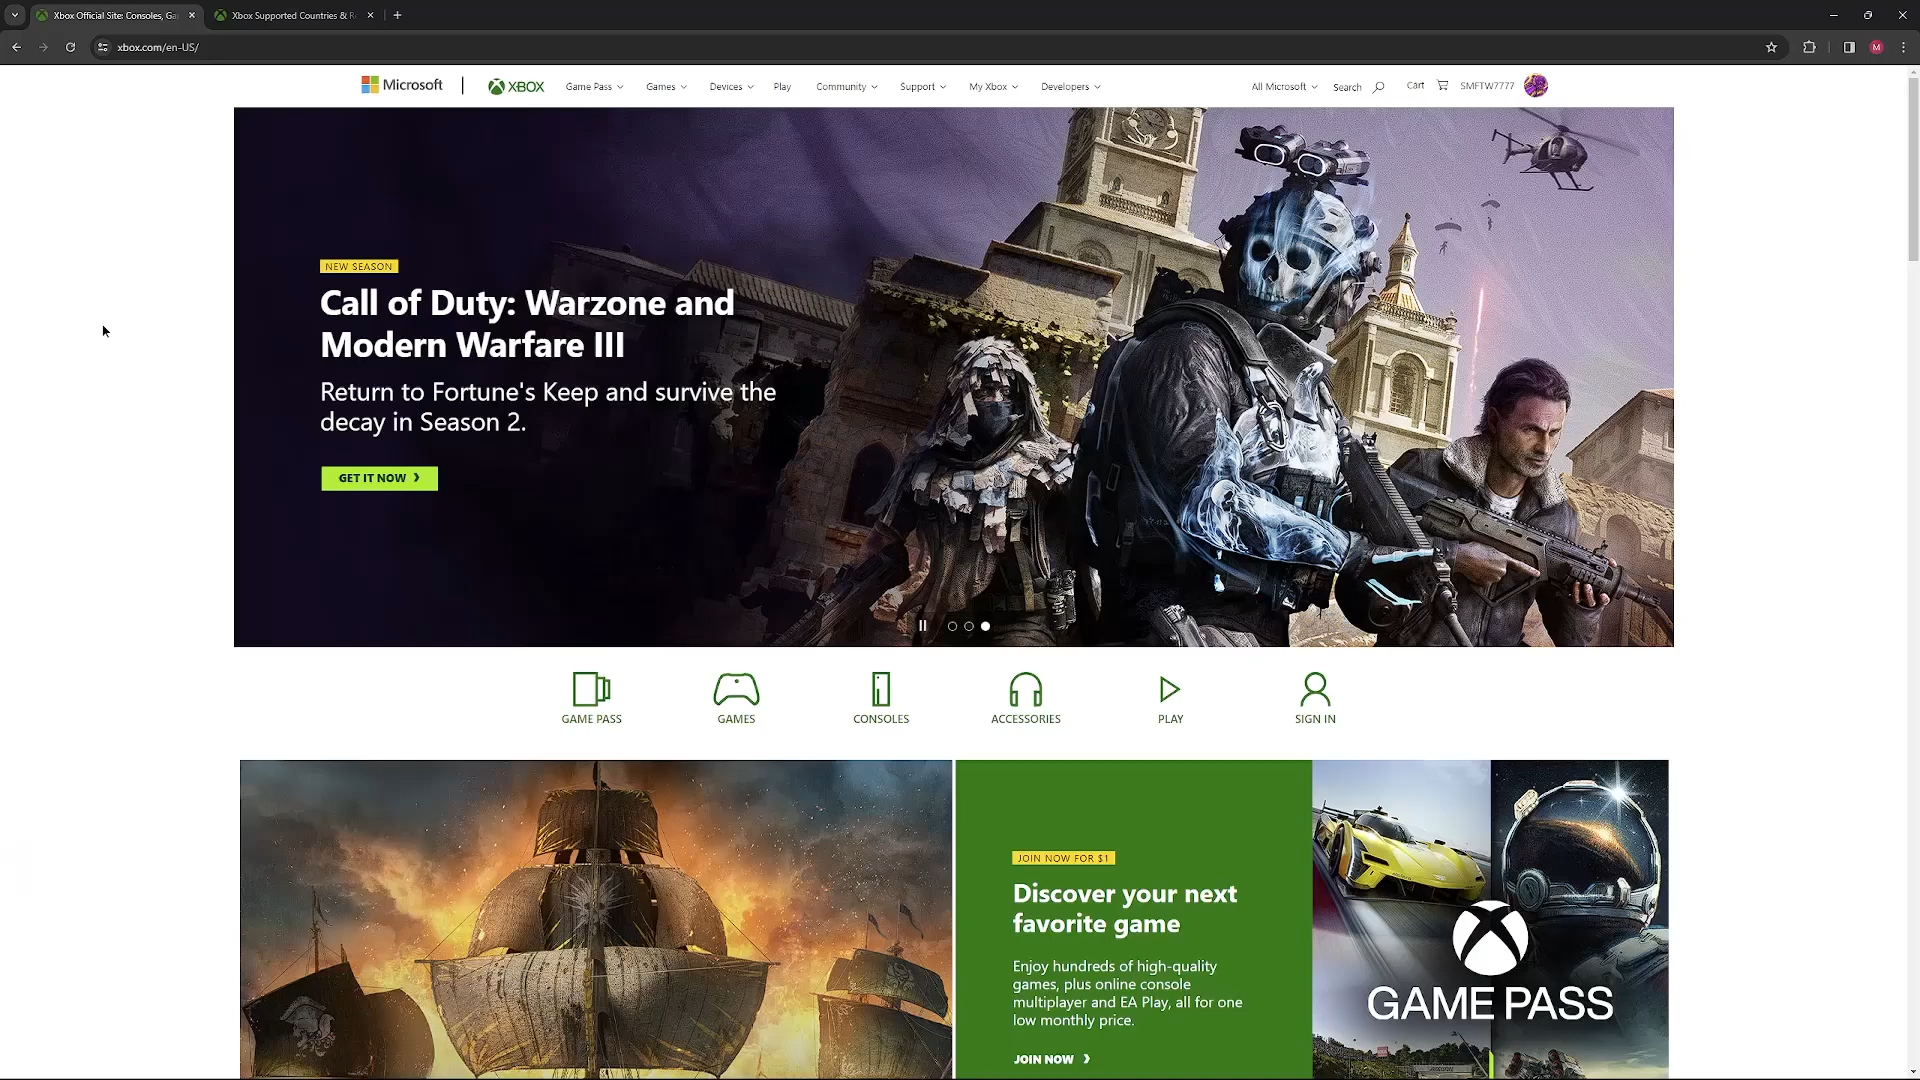 Xbox Official Site: Consoles, Ga
Xbox Supported Countries & R
xbox.com/en-US/
M
Microsoft
XBOX
Game Pass
Games
Devices
Play
Community
Support
My Xbox
Developers
All Microsoft
Search
Cart
SMFTW7777
NEW SEASON
Call of Duty: Warzone and
Modern Warfare III
Return to Fortune's Keep and survive the
decay in Season 2.
GET IT NOW
GAME PASS
GAMES
CONSOLES
ACCESSORIES
PLAY
SIGN IN
JOIN NOW FOR $1
Discover your next
favorite game
Enjoy hundreds of high-quality
games, plus online console
multiplayer and EA Play, all for one
low monthly price.
JOIN NOW
GAME PASS